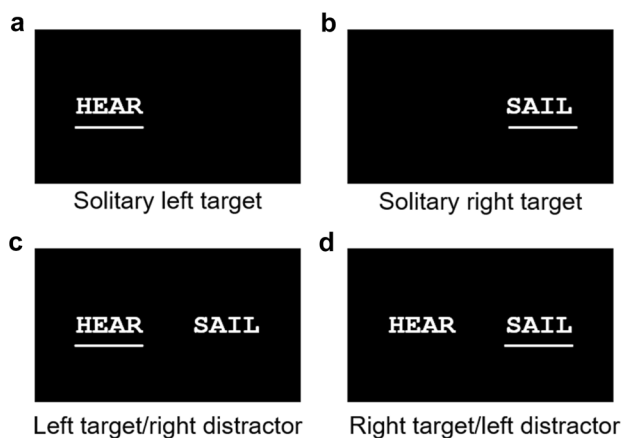 a
b
HEAR
SAIL
Solitary left target
Solitary right target
c
d
HEAR SAIL
HEAR SAIL
Left target/right distractor
Right target/left distractor